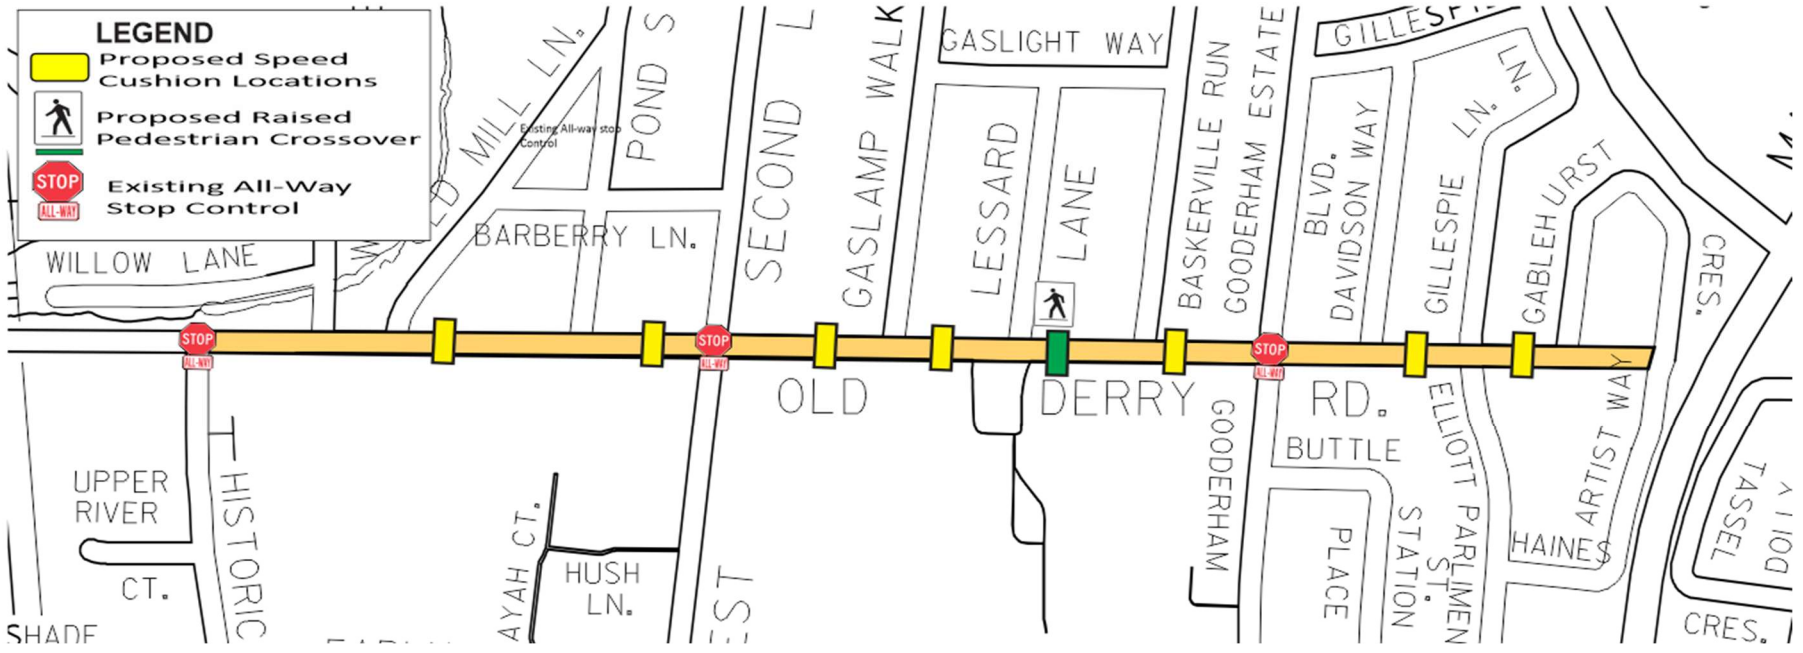 LEGEND
Proposed Speed
Cushion Locations
Proposed Raised
Pedestrian Crossover
STOP
ALL-WAY
Existing All-Way
Stop Control
MILL LN.
Existing All-way stop
Control
POND S
SECOND L
GASLAMP WALK
GASLIGHT WAY
LESSARD
LANE
BASKERVILLE RUN
GOODERHAM ESTATE
BLVD.
DAVIDSON WAY
GILLESPIE
LN.
LN.
GILLESPIE
GABLEHURST
CRES.
WILLOW LANE
BARBERRY LN.
STOP
ALL-WAY
STOP
ALL-WAY
STOP
ALL-WAY
OLD DERRY RD.
UPPER
RIVER
CT.
HISTORIC
SHADE
AYAH CT.
HUSH
LN.
EST
GOODERHAM
BUTTLE
PLACE
STATION
ELLIOTT PARLIMEN
ST.
HAINES
ARTIST WAY
TASSEL
DOILY
CRES.